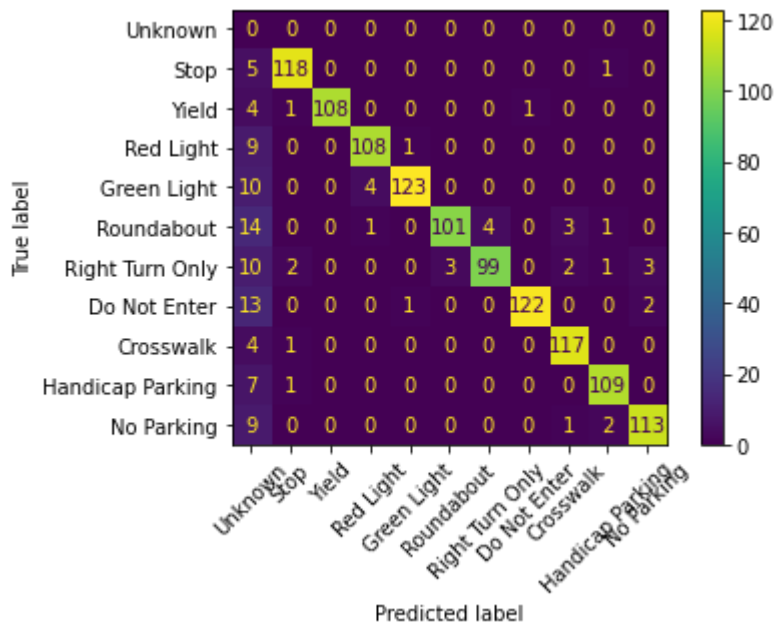 Unknown 0 0 0 0 0 0 0 0 0 0 0
Stop 5 118 0 0 0 0 0 0 0 1 0
Yield 4 1 108 0 0 0 0 1 0 0 0
Red Light 9 0 0 108 1 0 0 0 0 0 0
Green Light 10 0 0 4 123 0 0 0 0 0 0
Roundabout 14 0 0 1 0 101 4 0 3 1 0
Right Turn Only 10 2 0 0 0 3 99 0 2 1 3
Do Not Enter 13 0 0 0 1 0 0 122 0 0 2
Crosswalk 4 1 0 0 0 0 0 0 117 0 0
Handicap Parking 7 1 0 0 0 0 0 0 0 109 0
No Parking 9 0 0 0 0 0 0 0 1 2 113
True label
Unknown
Stop
Yield
Red Light
Green Light
Roundabout
Right Turn Only
Do Not Enter
Crosswalk
Handicap Parking
No Parking
Predicted label
120
100
80
60
40
20
0